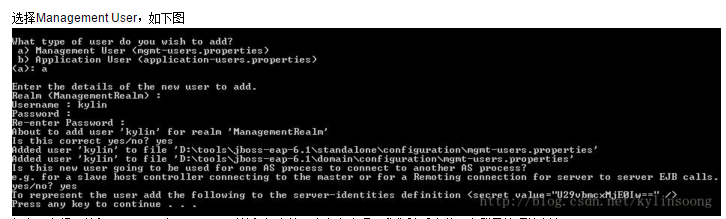 选择Management User，如下图
What type of user do you wish to add?
a) Management User (mgmt-users.properties)
b) Application User (application-users.properties)
(a): a
Enter the details of the new user to add.
Realm (ManagementRealm) :
Username : kylin
Password :
Re-enter Password :
About to add user 'kylin' for realm 'ManagementRealm'
Is this correct yes/no? yes
Added user 'kylin' to file 'D:\tools\jboss-eap-6.1\standalone\configuration\mgmt-users.properties'
Added user 'kylin' to file 'D:\tools\jboss-eap-6.1\domain\configuration\mgmt-users.properties'
Is this new user going to be used for one AS process to connect to another AS process?
e.g. for a slave host controller connecting to the master or for a Remoting connection for server to server EJB calls.
yes/no? yes
To represent the user add the following to the server-identities definition <secret value="U29vbmcxMjE0Iw==" />
Press any key to continue . . .
http://blog.csdn.net/kylinsoong